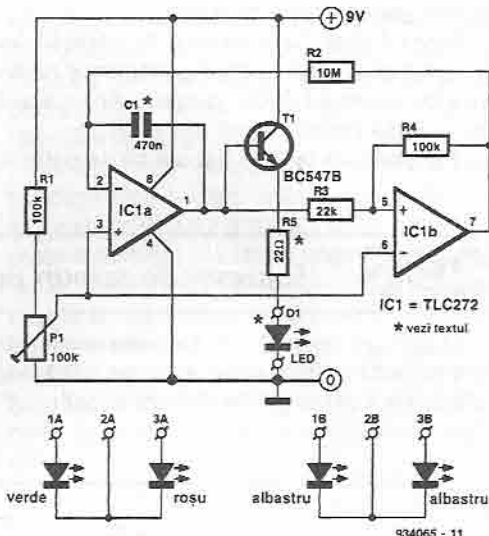 9V
R2
10M
C1 *
470n
T1
BC547B
R1
100k
2
8
1
3
4
IC1a
R3
22k
R4
100k
5
6
7
IC1b
R5
22Ω
*
IC1 = TLC272
* vezi textul
P1
100k
* D1
LED
0
1A 2A 3A 1B 2B 3B
verde roșu albastru albastru
934065 - 11